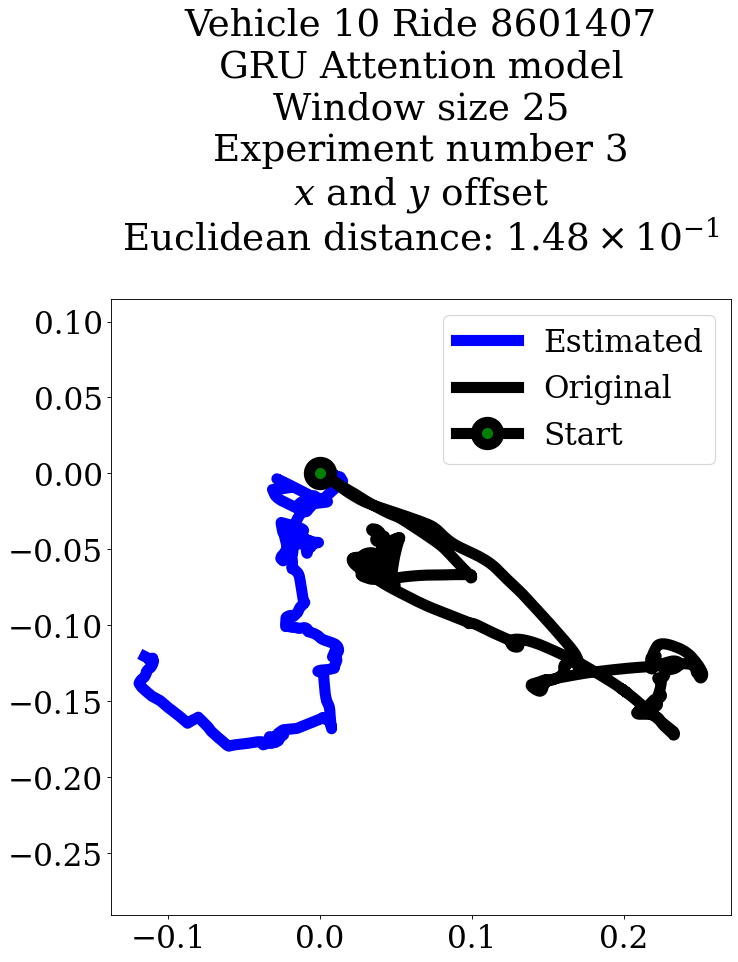 Vehicle 10 Ride 8601407
GRU Attention model
Window size 25
Experiment number 3
x and y offset
Euclidean distance: 1.48 × 10⁻¹
Estimated
Original
Start
0.10
0.05
0.00
−0.05
−0.10
−0.15
−0.20
−0.25
−0.1 0.0 0.1 0.2